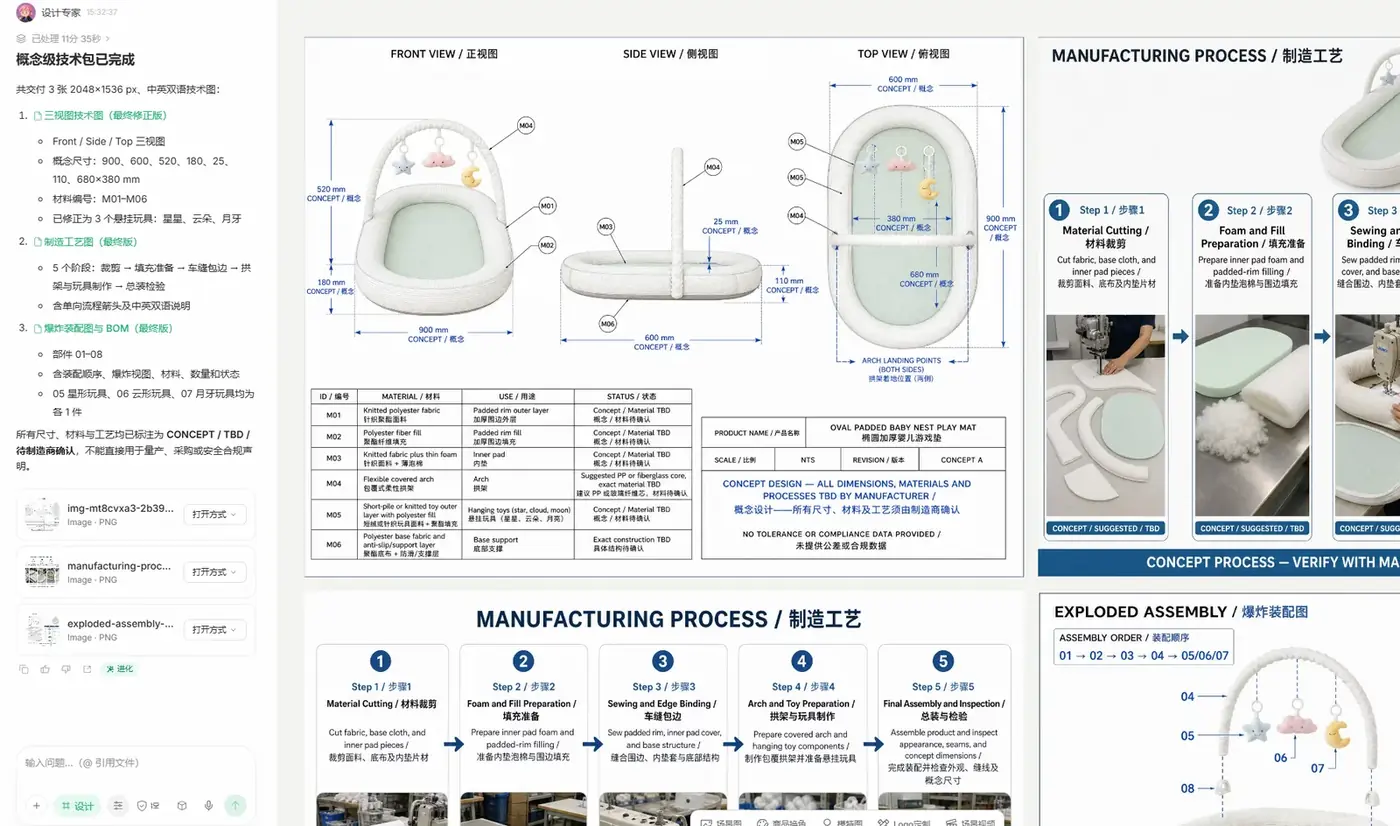 设计专家 15:32:37
已处理 11分 35秒 >
概念级技术包已完成
共交付 3 张 2048×1536 px、中英双语技术图：
1. 三视图技术图（最终修正版）
Front / Side / Top 三视图
概念尺寸：900、600、520、180、25、
110、680×380 mm
材料编号：M01–M06
已修正为 3 个悬挂玩具：星星、云朵、月牙
2. 制造工艺图（最终版）
5 个阶段：裁剪 → 填充准备 → 车缝包边 → 拱
架与玩具制作 → 总装检验
含单向流程箭头及中英双语说明
3. 爆炸装配图与 BOM（最终版）
部件 01–08
含装配顺序、爆炸视图、材料、数量和状态
05 星形玩具、06 云形玩具、07 月牙玩具均为
各 1 件
所有尺寸、材料与工艺均已标注为 CONCEPT / TBD /
待制造商确认，不能直接用于量产、采购或安全合规声
明。
img-mt8cvxa3-2b39...
Image · PNG
打开方式
manufacturing-proc...
Image · PNG
打开方式
exploded-assembly-...
Image · PNG
打开方式
进化
输入问题...（@ 引用文件）
设计
FRONT VIEW / 正视图
SIDE VIEW / 侧视图
TOP VIEW / 俯视图
M04
520 mm
CONCEPT / 概念
M01
M02
180 mm
CONCEPT / 概念
900 mm
CONCEPT / 概念
M04
M03
25 mm
CONCEPT / 概念
110 mm
CONCEPT / 概念
M06
600 mm
CONCEPT / 概念
600 mm
CONCEPT / 概念
M05
M05
M04
380 mm
CONCEPT / 概念
900 mm
CONCEPT
/ 概念
680 mm
CONCEPT / 概念
ARCH LANDING POINTS
(BOTH SIDES)
拱架着地位置 (两侧)
ID / 编号 MATERIAL / 材料 USE / 用途 STATUS / 状态
M01 Knitted polyester fabric Padded rim outer layer Concept / Material TBD
针织聚酯面料 加厚围边外层 概念 / 材料待确认
M02 Polyester fiber fill Padded rim fill Concept / Material TBD
聚酯纤维填充 加厚围边填充 概念 / 材料待确认
M03 Knitted fabric plus thin foam Inner pad Concept / Material TBD
针织面料 + 薄泡棉 内垫 概念 / 材料待确认
M04 Flexible covered arch Arch Suggested PP or fiberglass core,
exact material TBD
包覆式柔性拱架 拱架 建议 PP 或玻璃纤维芯，材料待确认
M05 Short-pile or knitted toy outer
layer with polyester fill Hanging toys (star, cloud, moon) Concept / Material TBD
短绒或针织玩具面料 + 聚酯填充 悬挂玩具（星星、云朵、月亮） 概念 / 材料待确认
M06 Polyester base fabric and
anti-slip/support layer Base support Exact construction TBD
聚酯底布 + 防滑/支撑层 底部支撑 具体结构待确认
PRODUCT NAME / 产品名称 OVAL PADDED BABY NEST PLAY MAT
椭圆加厚婴儿游戏垫
SCALE / 比例 NTS REVISION / 版本 CONCEPT A
CONCEPT DESIGN — ALL DIMENSIONS, MATERIALS AND
PROCESSES TBD BY MANUFACTURER /
概念设计——所有尺寸、材料及工艺须由制造商确认
NO TOLERANCE OR COMPLIANCE DATA PROVIDED /
未提供公差或合规数据
MANUFACTURING PROCESS / 制造工艺
1 Step 1 / 步骤1
Material Cutting /
材料裁剪
Cut fabric, base cloth, and
inner pad pieces /
裁剪面料、底布及内垫片材
CONCEPT / SUGGESTED / TBD
2 Step 2 / 步骤2
Foam and Fill
Preparation / 填充准备
Prepare inner pad foam and
padded-rim filling /
准备内垫泡棉与围边填充
CONCEPT / SUGGESTED / TBD
3 Step 3
Sewing an
Binding / 车
Sew padded rim
cover, and base
缝合围边、内垫套
CONCEPT / SUGG
CONCEPT PROCESS — VERIFY WITH MA
MANUFACTURING PROCESS / 制造工艺
1
Step 1 / 步骤1
Material Cutting / 材料裁剪
Cut fabric, base cloth, and
inner pad pieces /
裁剪面料、底布及内垫片材
2
Step 2 / 步骤2
Foam and Fill Preparation /
填充准备
Prepare inner pad foam and
padded-rim filling /
准备内垫泡棉与围边填充
3
Step 3 / 步骤3
Sewing and Edge Binding /
车缝包边
Sew padded rim, inner pad cover,
and base structure /
缝合围边、内垫套与底部结构
4
Step 4 / 步骤4
Arch and Toy Preparation /
拱架与玩具制作
Prepare covered arch and
hanging toy components /
制作包覆拱架并准备悬挂玩具
5
Step 5 / 步骤5
Final Assembly and Inspection /
总装与检验
Assemble product and inspect
appearance, seams, and
concept dimensions /
完成装配并检查外观、缝线及
概念尺寸
EXPLODED ASSEMBLY / 爆炸装配图
ASSEMBLY ORDER / 装配顺序
01 → 02 → 03 → 04 → 05/06/07
04
05
06
07
08